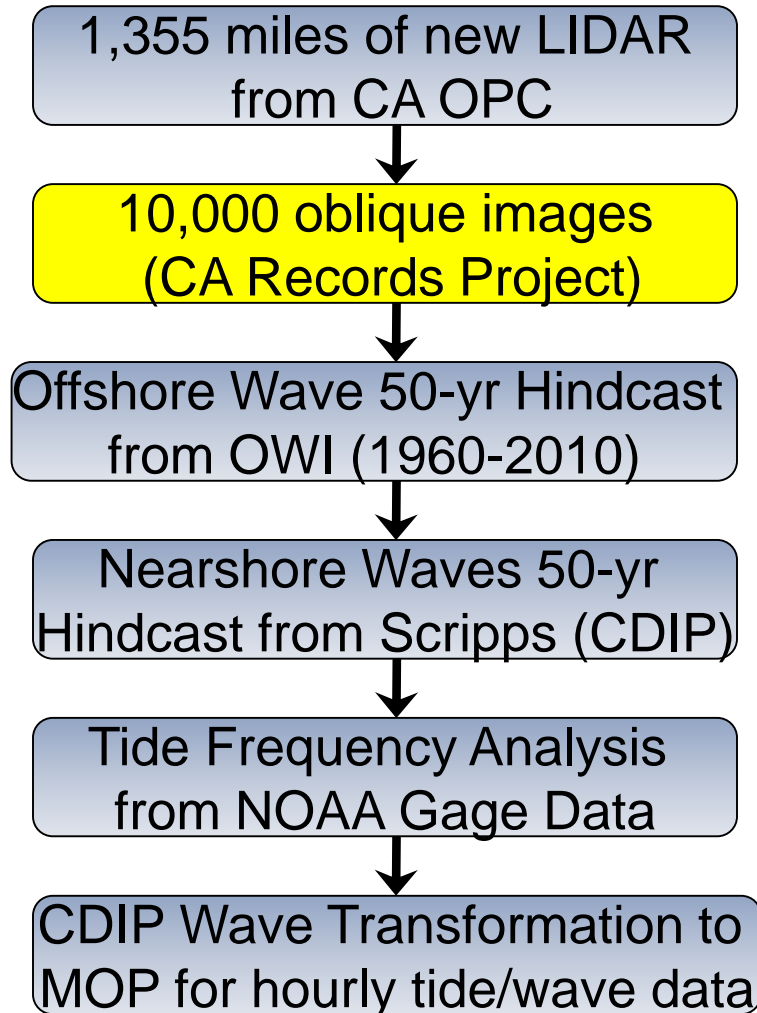 1,355 miles of new LIDAR
from CA OPC
10,000 oblique images
(CA Records Project)
Offshore Wave 50-yr Hindcast
from OWI (1960-2010)
Nearshore Waves 50-yr
Hindcast from Scripps (CDIP)
Tide Frequency Analysis
from NOAA Gage Data
CDIP Wave Transformation to
MOP for hourly tide/wave data